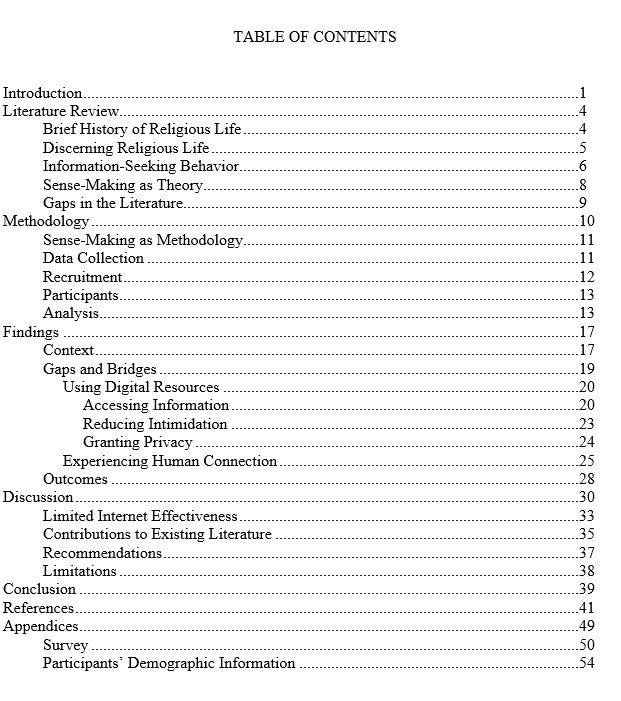 TABLE OF CONTENTS
Introduction..........1
Literature Review..........4
Brief History of Religious Life..........4
Discerning Religious Life..........5
Information-Seeking Behavior..........6
Sense-Making as Theory..........8
Gaps in the Literature..........9
Methodology..........10
Sense-Making as Methodology..........11
Data Collection..........11
Recruitment..........12
Participants..........13
Analysis..........13
Findings..........17
Context..........17
Gaps and Bridges..........19
Using Digital Resources..........20
Accessing Information..........20
Reducing Intimidation..........23
Granting Privacy..........24
Experiencing Human Connection..........25
Outcomes..........28
Discussion..........30
Limited Internet Effectiveness..........33
Contributions to Existing Literature..........35
Recommendations..........37
Limitations..........38
Conclusion..........39
References..........41
Appendices..........49
Survey..........50
Participants’ Demographic Information..........54